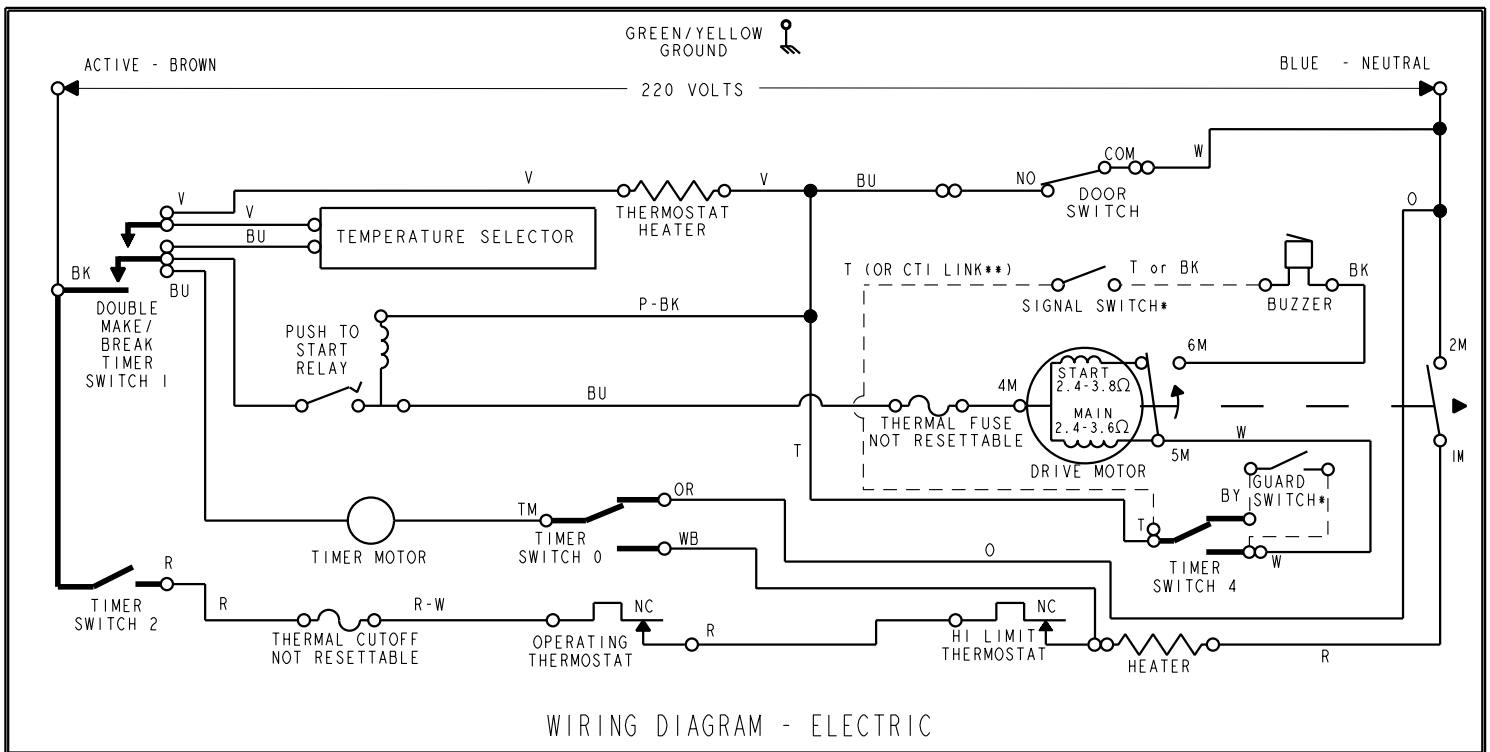 GREEN/YELLOW
GROUND
ACTIVE - BROWN
BLUE - NEUTRAL
220 VOLTS
COM
W
V
V
V
BU
NO
DOOR
SWITCH
THERMOSTAT
HEATER
O
V
TEMPERATURE SELECTOR
BU
BK
BU
T (OR CTI LINK**)
T or BK
BK
SIGNAL SWITCH*
BUZZER
DOUBLE
MAKE/
BREAK
TIMER
SWITCH 1
P-BK
PUSH TO
START
RELAY
6M
2M
START
2.4-3.8Ω
4M
BU
MAIN
2.4-3.6Ω
THERMAL FUSE
NOT RESETTABLE
W
5M
1M
T
DRIVE MOTOR
GUARD
SWITCH*
BY
OR
TM
T
TIMER MOTOR
TIMER
SWITCH 0
WB
O
W
TIMER
SWITCH 4
R
TIMER
SWITCH 2
R
R-W
NC
NC
THERMAL CUTOFF
NOT RESETTABLE
OPERATING
THERMOSTAT
R
HI LIMIT
THERMOSTAT
HEATER
R
WIRING DIAGRAM - ELECTRIC